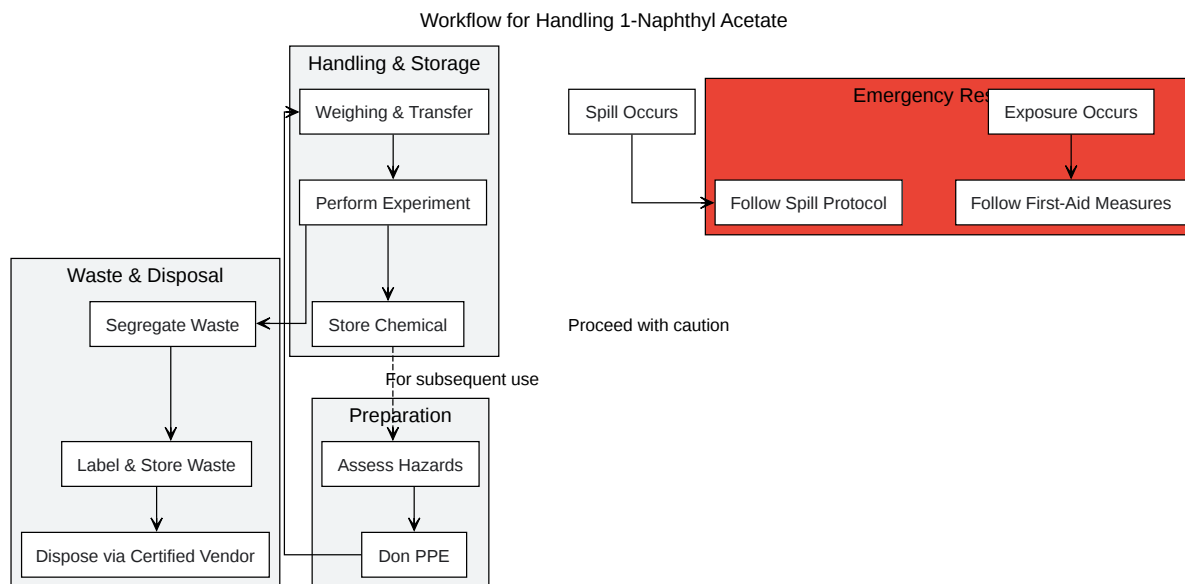 Workflow for Handling 1-Naphthyl Acetate
Handling & Storage
Weighing & Transfer
Perform Experiment
Store Chemical
For subsequent use
Spill Occurs
Emergency Res
Exposure Occurs
Follow Spill Protocol
Follow First-Aid Measures
Proceed with caution
Waste & Disposal
Segregate Waste
Label & Store Waste
Dispose via Certified Vendor
Preparation
Assess Hazards
Don PPE